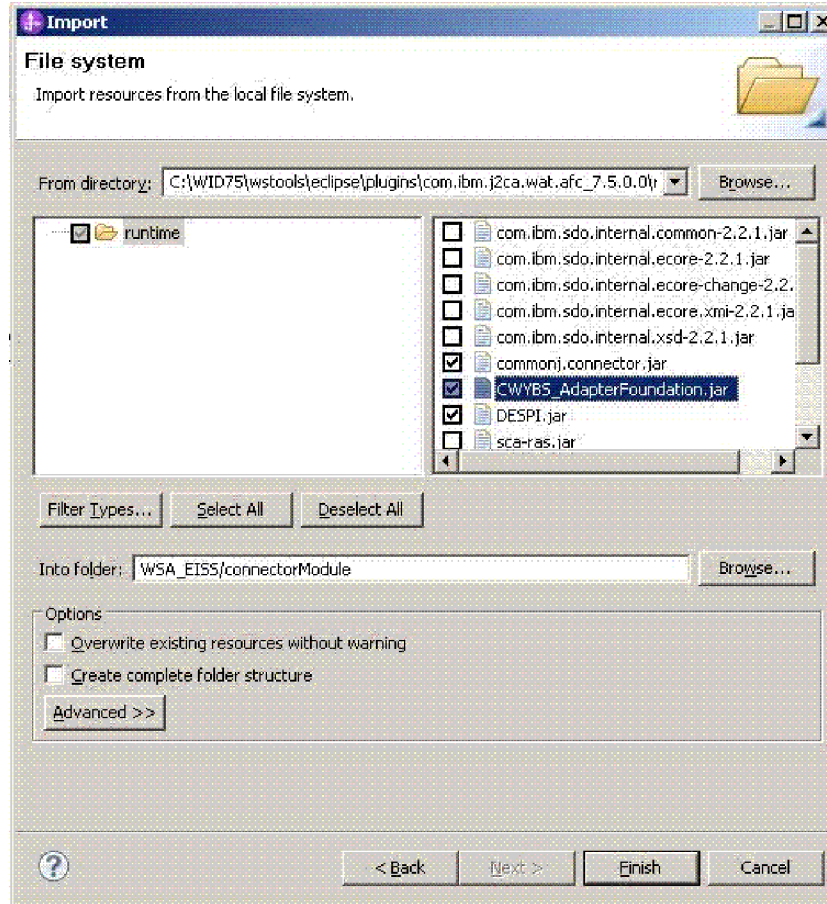 Import
File system
Import resources from the local file system.
From directory: C:\WID75\wstools\eclipse\plugins\com.ibm.j2ca.wat.afc_7.5.0.0\r
Browse...
runtime
com.ibm.sdo.internal.common-2.2.1.jar
com.ibm.sdo.internal.ecore-2.2.1.jar
com.ibm.sdo.internal.ecore-change-2.2.
com.ibm.sdo.internal.ecore.xmi-2.2.1.ja
com.ibm.sdo.internal.xsd-2.2.1.jar
commonj.connector.jar
CWYBS_AdapterFoundation.jar
DESPI.jar
sca-ras.jar
Filter Types... Select All Deselect All
Into folder: WSA_EISS/connectorModule Browse...
Options
Overwrite existing resources without warning
Create complete folder structure
Advanced >>
? < Back Next > Finish Cancel